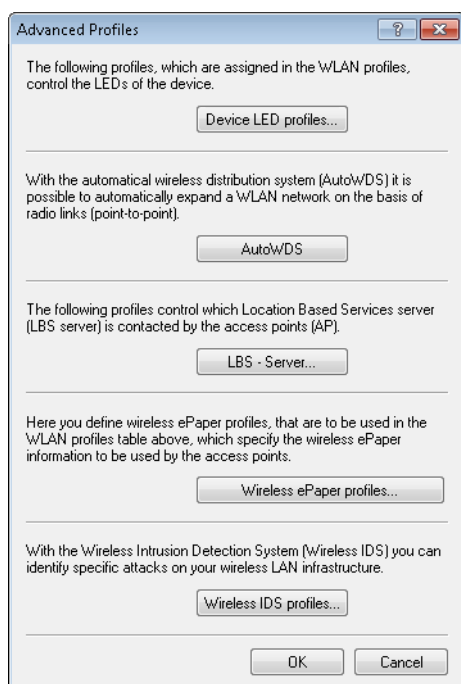 Advanced Profiles
The following profiles, which are assigned in the WLAN profiles,
control the LEDs of the device.
Device LED profiles...
With the automatical wireless distribution system (AutoWDS) it is
possible to automatically expand a WLAN network on the basis of
radio links (point-to-point).
AutoWDS
The following profiles control which Location Based Services server
(LBS server) is contacted by the access points (AP).
LBS - Server...
Here you define wireless ePaper profiles, that are to be used in the
WLAN profiles table above, which specify the wireless ePaper
information to be used by the access points.
Wireless ePaper profiles...
With the Wireless Intrusion Detection System (Wireless IDS) you can
identify specific attacks on your wireless LAN infrastructure.
Wireless IDS profiles...
OK Cancel